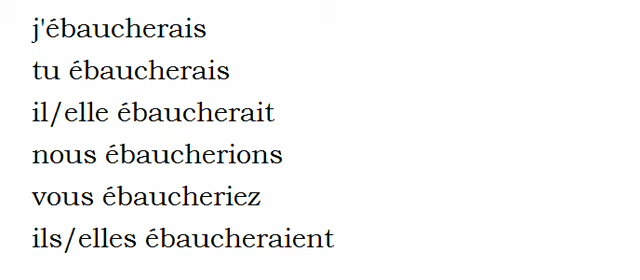 j'ébaucherais
tu ébaucherais
il/elle ébaucherait
nous ébaucherions
vous ébaucheriez
ils/elles ébaucheraient